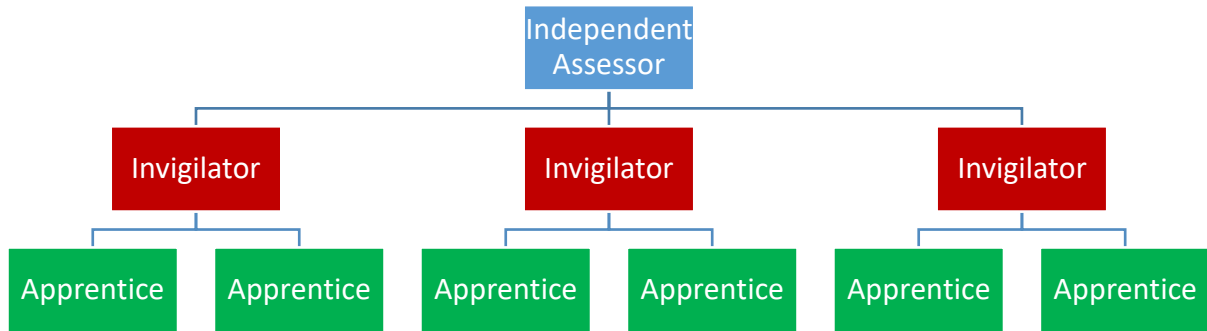 Independent
Assessor
Invigilator
Invigilator
Invigilator
Apprentice
Apprentice
Apprentice
Apprentice
Apprentice
Apprentice